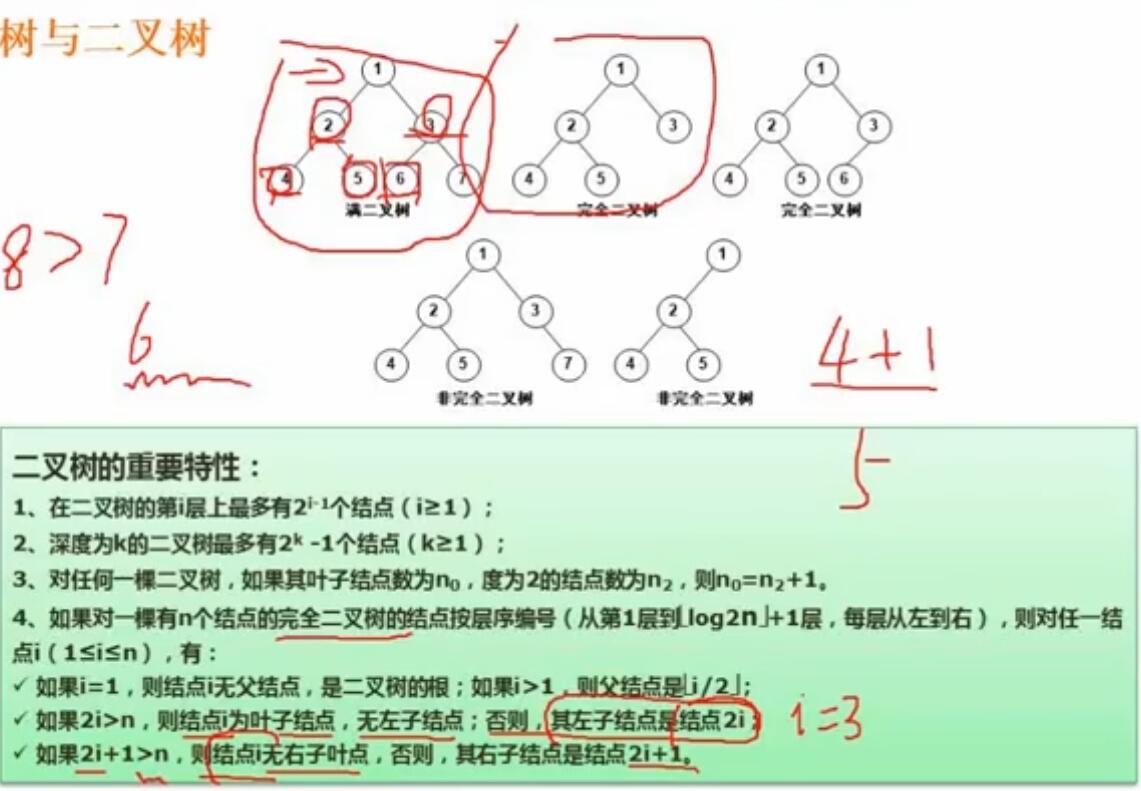 树与二叉树
1
2 3
4 5 6 7
满二叉树
1
2 3
4 5
完全二叉树
1
2 3
4 5 6
完全二叉树
8>7
6
1
2 3
4 5 7
非完全二叉树
1
2
4 5
非完全二叉树
4+1
5
二叉树的重要特性：
1、在二叉树的第i层上最多有2ⁱ⁻¹个结点（i≥1）；
2、深度为k的二叉树最多有2ᵏ -1个结点（k≥1）；
3、对任何一棵二叉树，如果其叶子结点数为n₀，度为2的结点数为n₂，则n₀=n₂+1。
4、如果对一棵有n个结点的完全二叉树的结点按层序编号（从第1层到⌊log2n⌋+1层，每层从左到右），则对任一结
点i（1≤i≤n），有：
✓ 如果i=1，则结点i无父结点，是二叉树的根；如果i>1，则父结点是⌊i/2⌋；
✓ 如果2i>n，则结点i为叶子结点，无左子结点；否则，其左子结点是结点2i；
i=3
✓ 如果2i+1>n，则结点i无右子叶点，否则，其右子结点是结点2i+1。